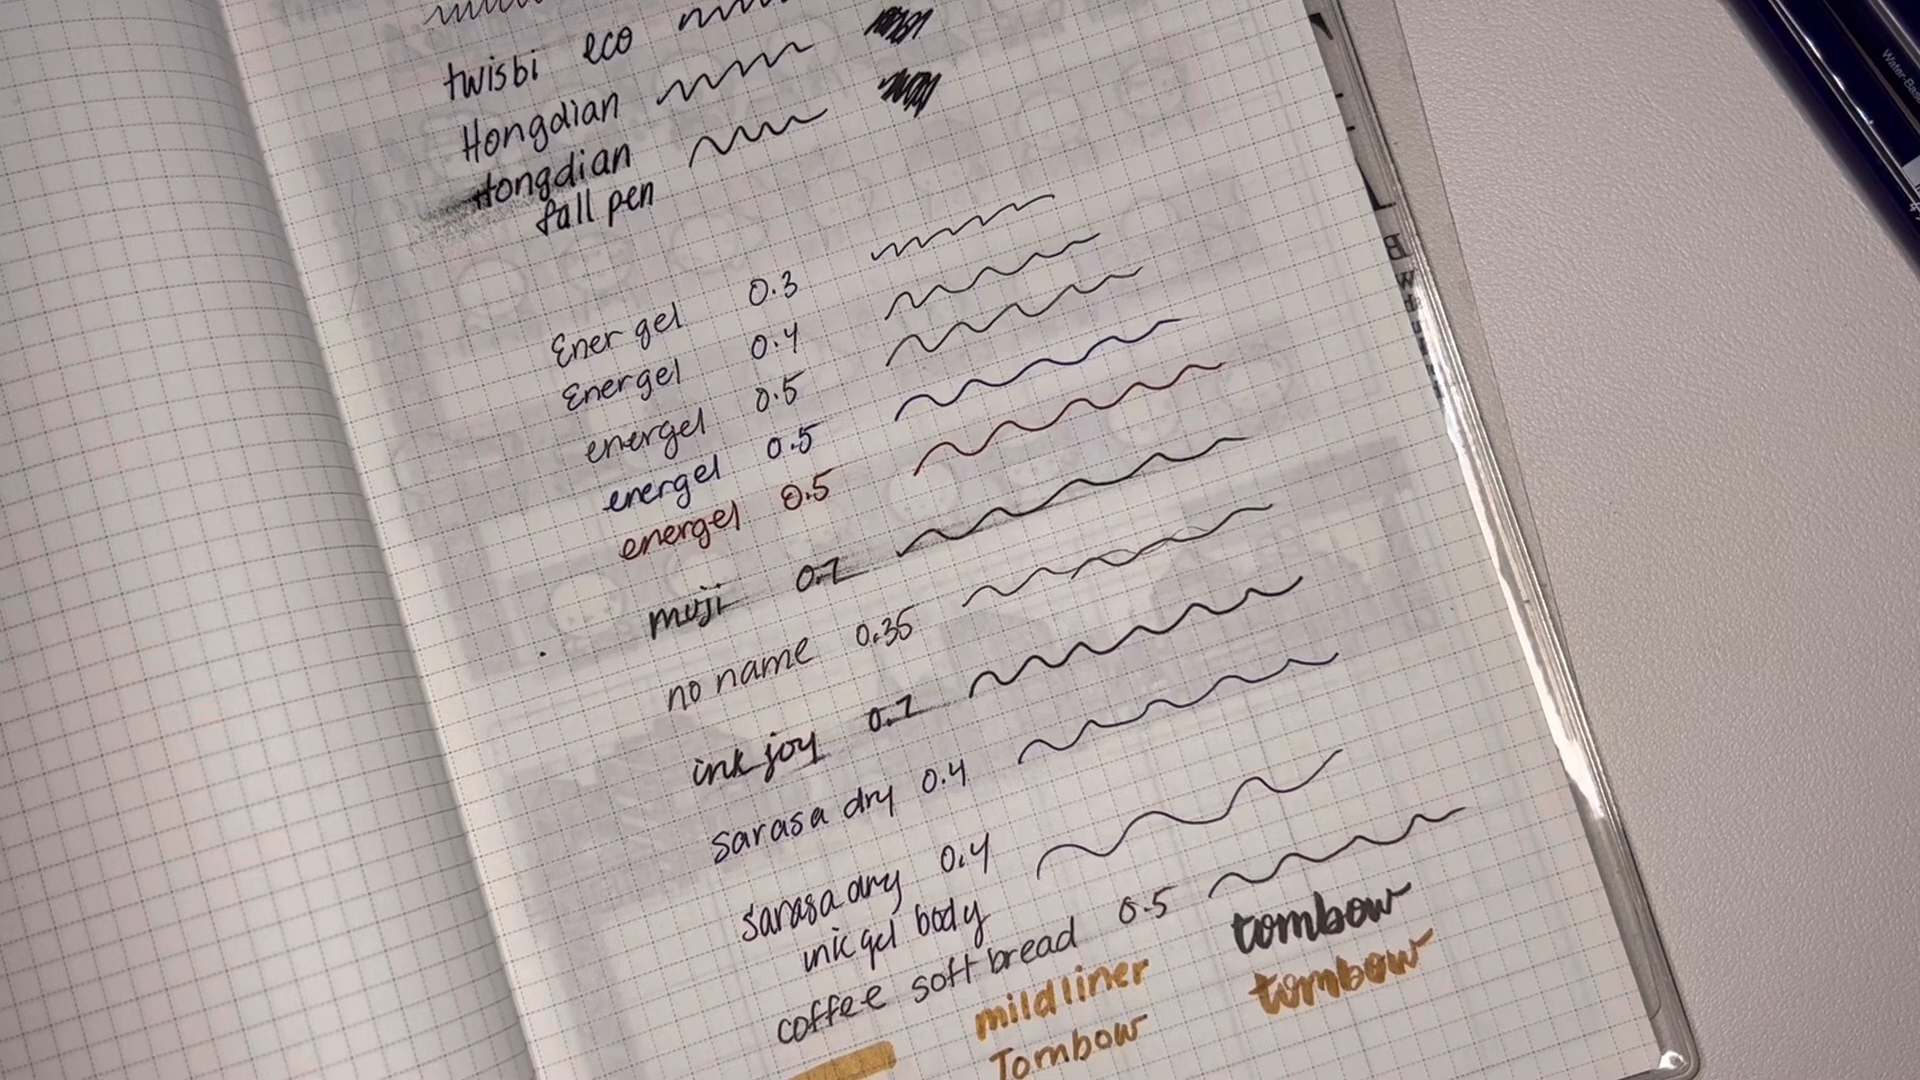 twisbi eco
Hongdian
Hongdian
fall pen
Energel 0.3
Energel 0.4
energel 0.5
energel 0.5
energel 0.5
muji 0.7
no name 0.35
ink joy 0.7
sarasa dry 0.4
sarasa dry 0.4
inic gel body
coffee soft bread 0.5
tombow
mildliner
tombow
Tombow